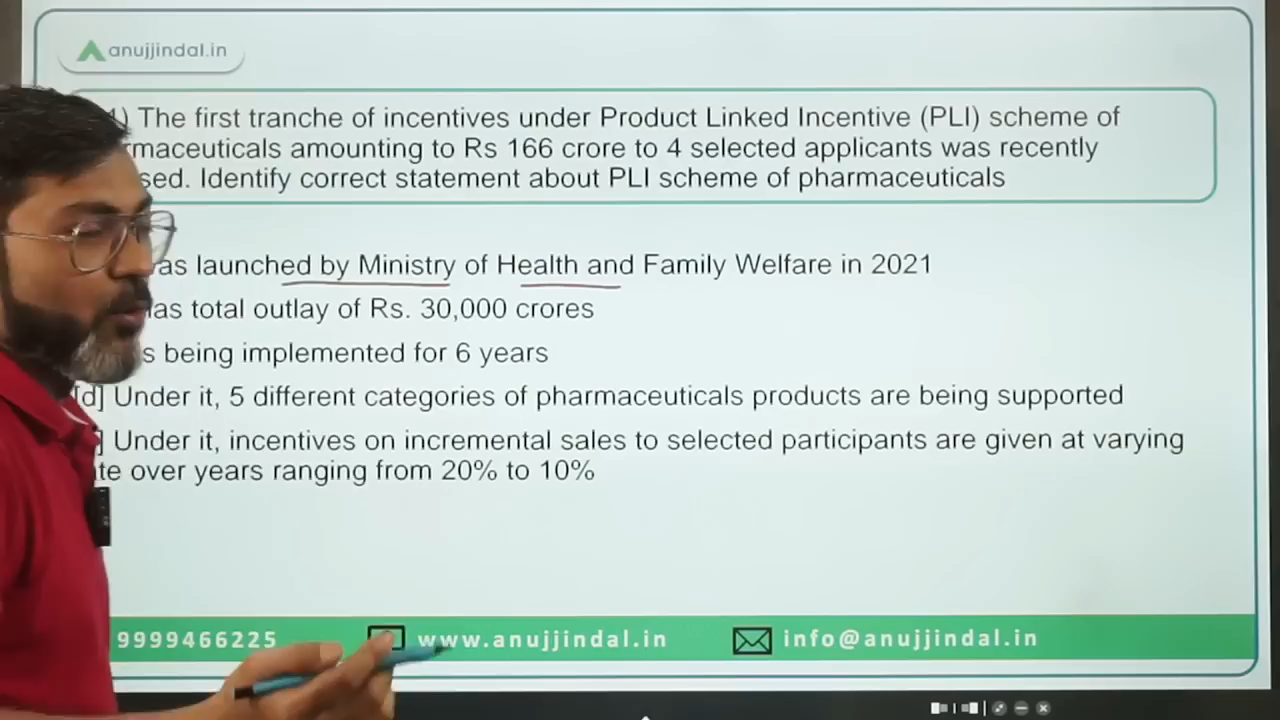 anujjindal.in
1) The first tranche of incentives under Product Linked Incentive (PLI) scheme of
maceuticals amounting to Rs 166 crore to 4 selected applicants was recently
sed. Identify correct statement about PLI scheme of pharmaceuticals
as launched by Ministry of Health and Family Welfare in 2021
as total outlay of Rs. 30,000 crores
s being implemented for 6 years
[d] Under it, 5 different categories of pharmaceuticals products are being supported
] Under it, incentives on incremental sales to selected participants are given at varying
te over years ranging from 20% to 10%
9999466225 www.anujjindal.in info@anujjindal.in